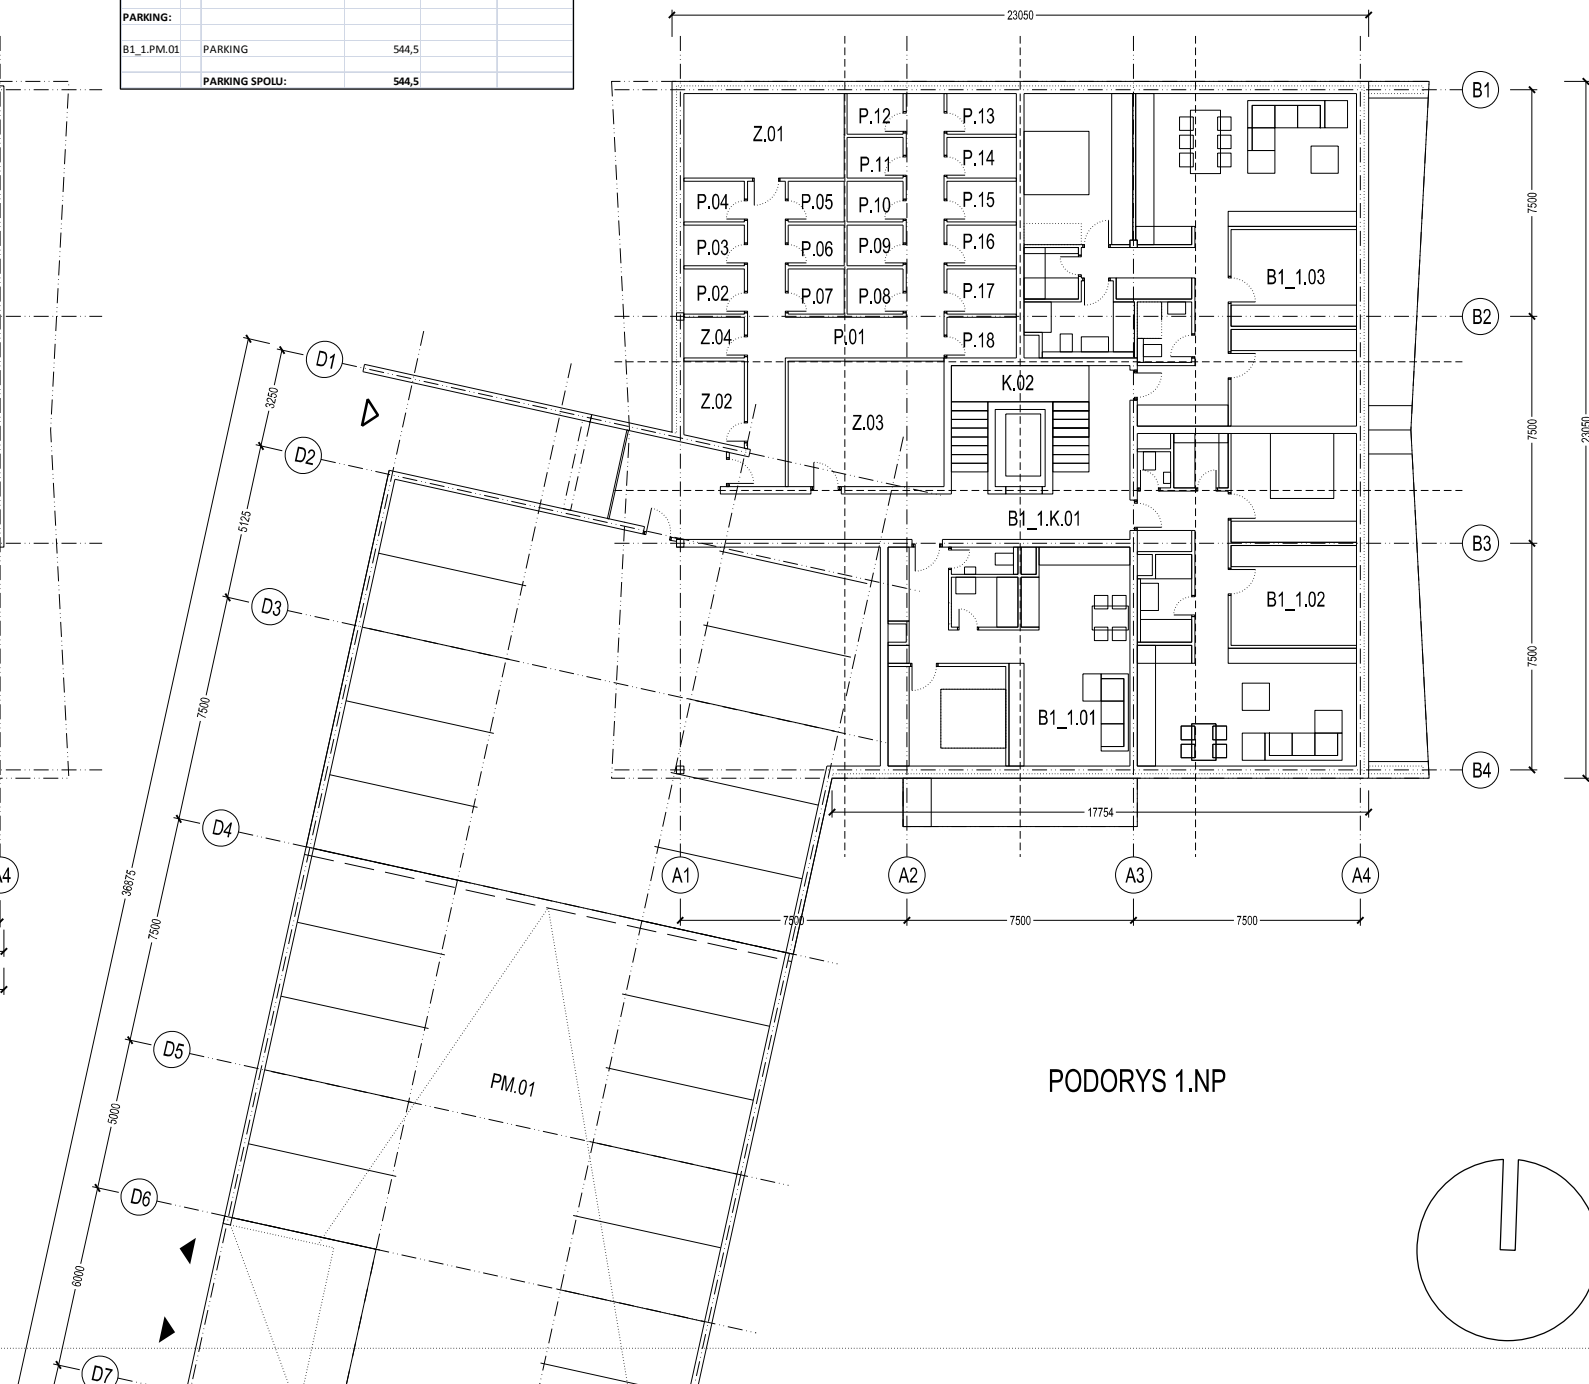 PARKING:
B1_1.PM.01 PARKING 544,5
PARKING SPOLU: 544,5
23050
B1
P.12 P.13
Z.01
P.11 P.14
P.04 P.05 P.10 P.15
7500
P.03 P.06 P.09 P.16
B1_1.03
P.02 P.07 P.08 P.17
B2
Z.04 P.01 P.18
D1
3250
K.02
Z.02
Z.03
7500
23050
D2
5125
B1_1.K.01
B3
D3
B1_1.02
7500
7500
B1_1.01
B4
D4
17754
36875
A4
A1 A2 A3 A4
7500 7500 7500
7500
D5
PM.01
PODORYS 1.NP
5000
D6
6000
D7